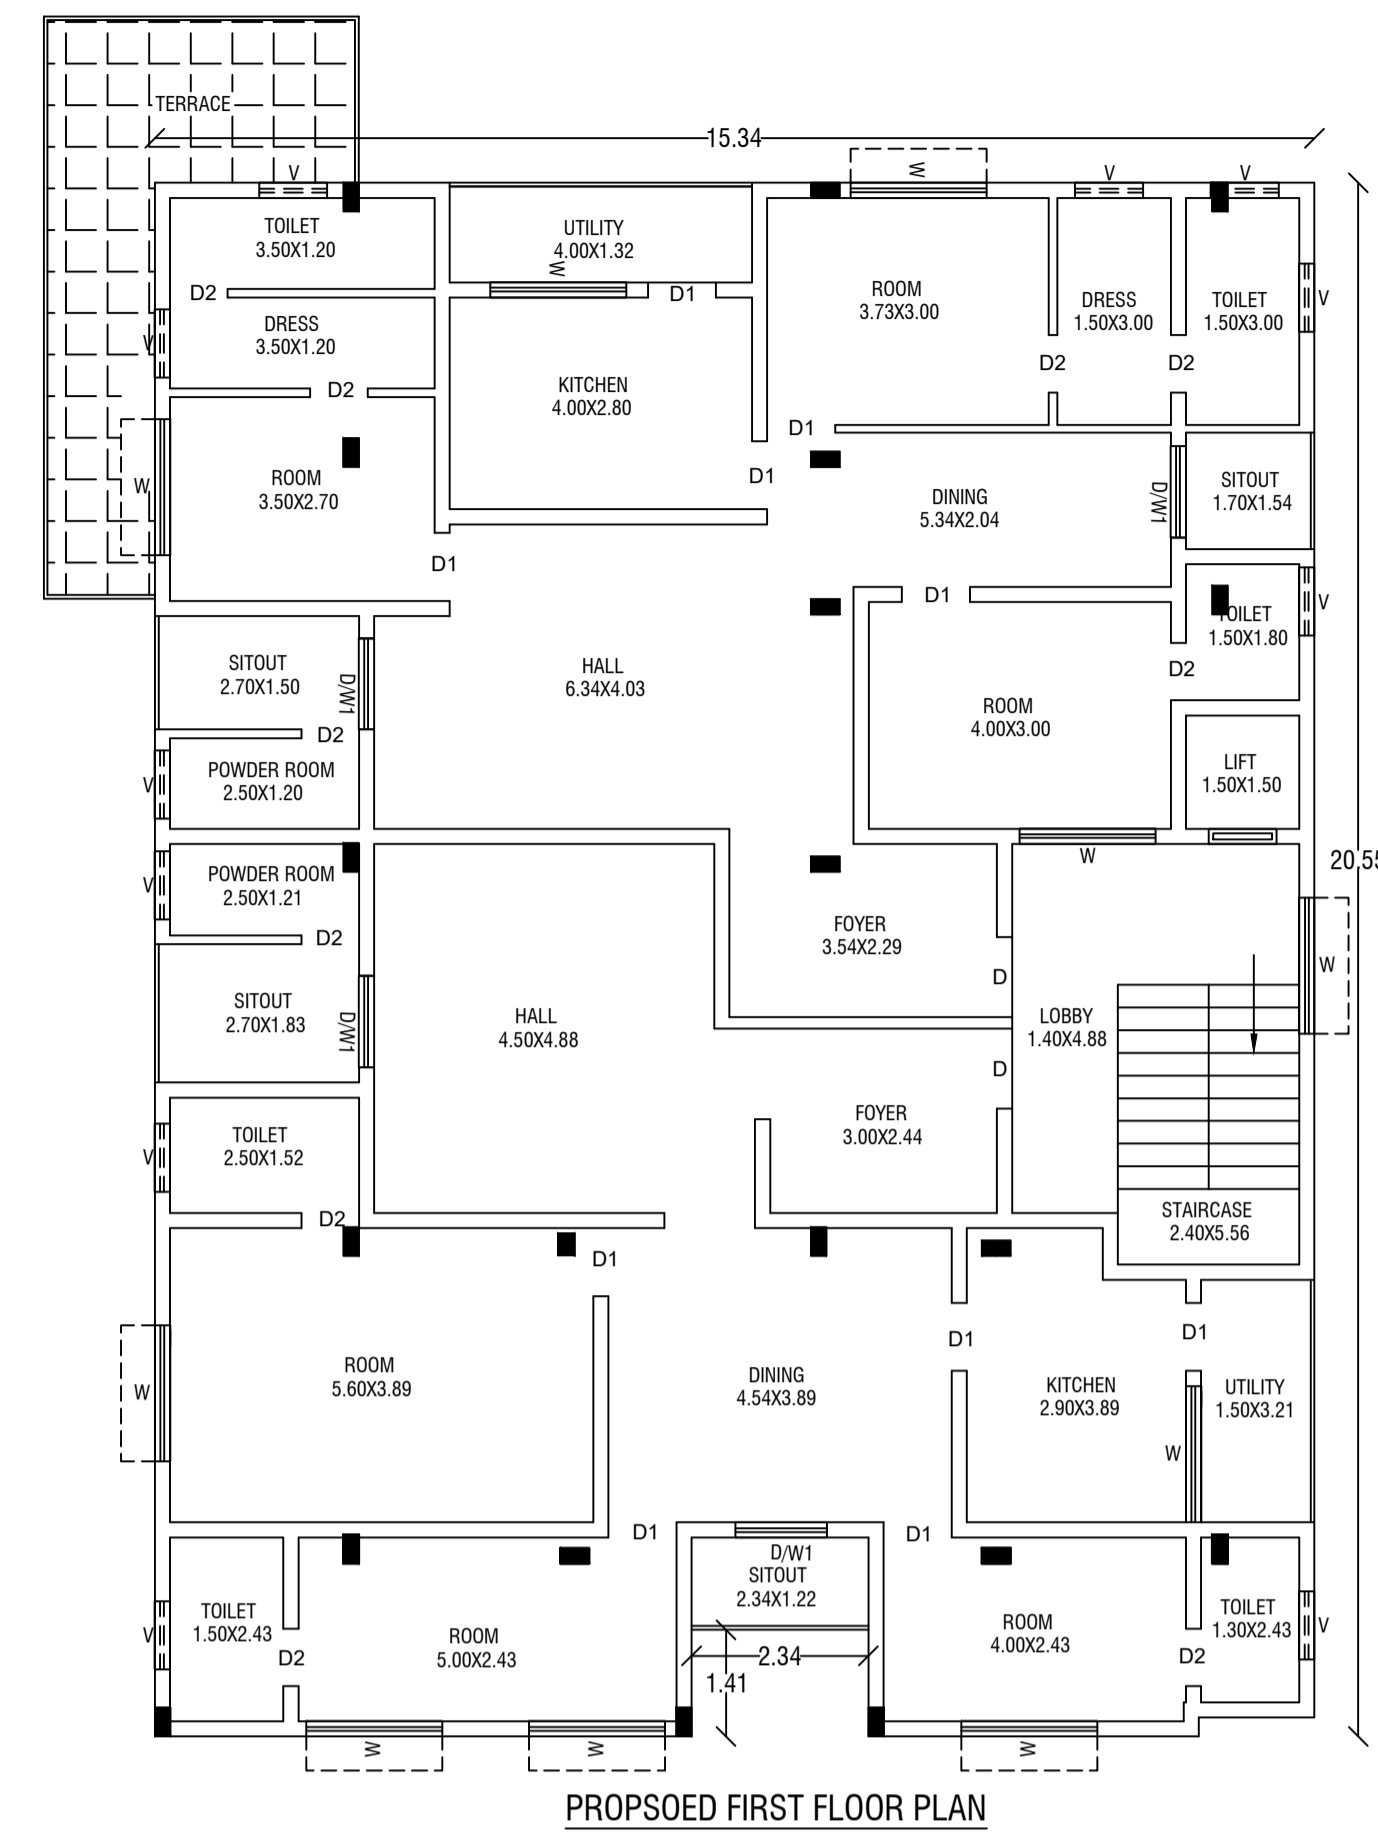 TERRACE
15.34
V
W
V
V
TOILET
3.50X1.20
UTILITY
4.00X1.32
W
D2
D1
ROOM
3.73X3.00
DRESS
1.50X3.00
TOILET
1.50X3.00
V
DRESS
3.50X1.20
V
D2
D2
D2
KITCHEN
4.00X2.80
D1
D1
W
ROOM
3.50X2.70
DINING
5.34X2.04
D/W1
SITOUT
1.70X1.54
D1
D1
TOILET
1.50X1.80
V
SITOUT
2.70X1.50
D/W1
HALL
6.34X4.03
D2
ROOM
4.00X3.00
D2
POWDER ROOM
2.50X1.20
V
LIFT
1.50X1.50
W
20.55
POWDER ROOM
2.50X1.21
V
D2
FOYER
3.54X2.29
D
W
SITOUT
2.70X1.83
D/W1
HALL
4.50X4.88
LOBBY
1.40X4.88
D
FOYER
3.00X2.44
TOILET
2.50X1.52
V
D2
STAIRCASE
2.40X5.56
D1
D1
D1
ROOM
5.60X3.89
W
DINING
4.54X3.89
KITCHEN
2.90X3.89
UTILITY
1.50X3.21
W
D1
D1
D/W1
SITOUT
2.34X1.22
TOILET
1.50X2.43
V
D2
ROOM
5.00X2.43
2.34
1.41
ROOM
4.00X2.43
D2
TOILET
1.30X2.43
V
W
W
W
PROPSOED FIRST FLOOR PLAN